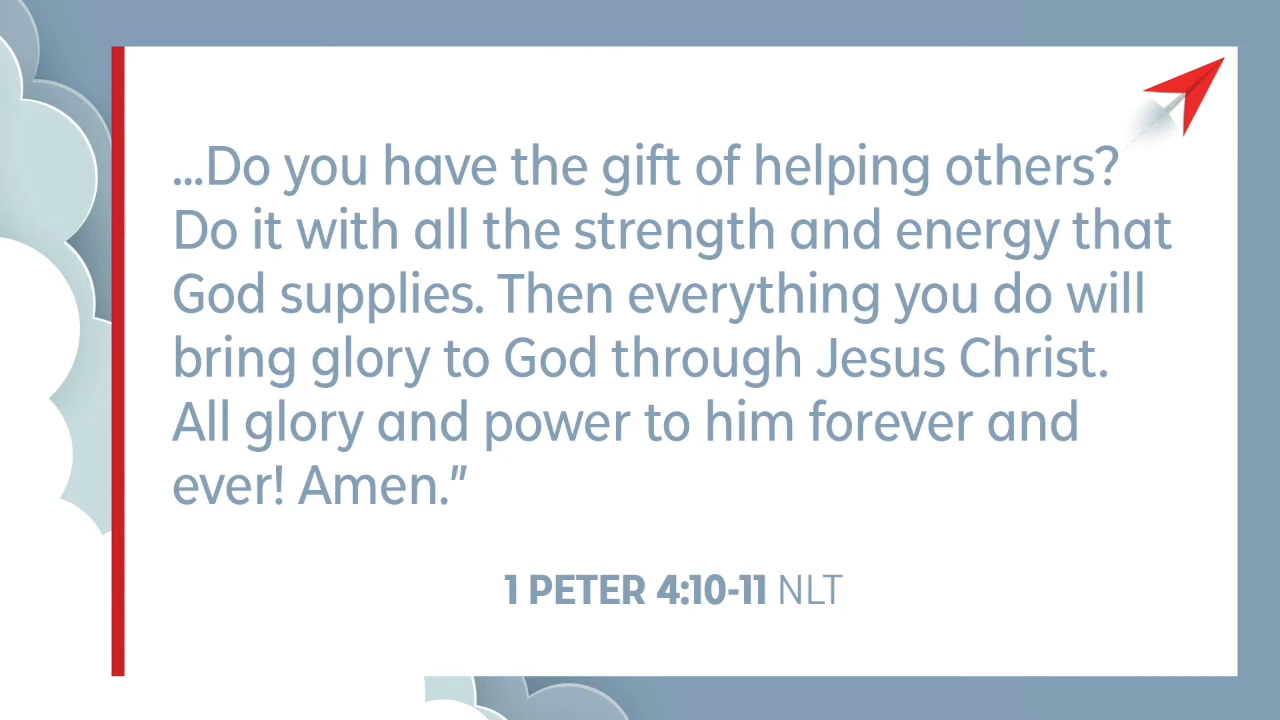 ...Do you have the gift of helping others?
Do it with all the strength and energy that
God supplies. Then everything you do will
bring glory to God through Jesus Christ.
All glory and power to him forever and
ever! Amen.”
1 PETER 4:10-11 NLT